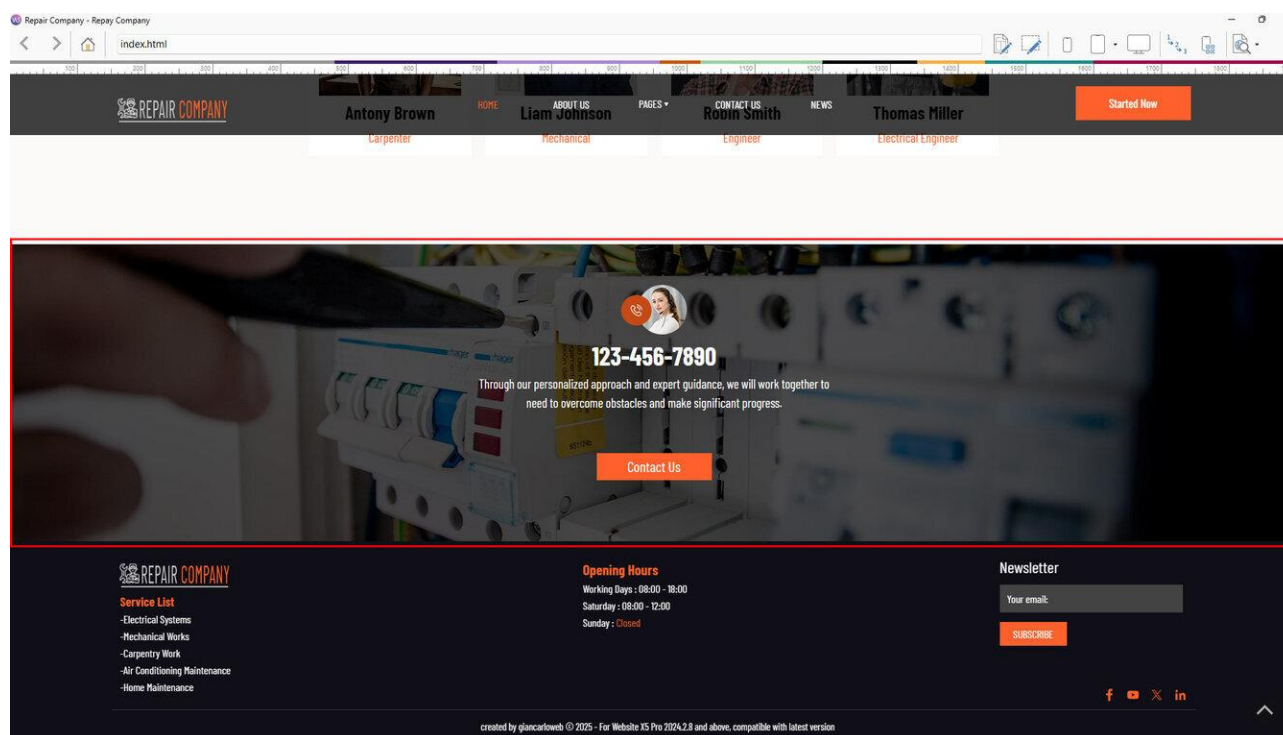 Repair Company - Repay Company
index.html
REPAIR COMPANY
HOME
ABOUT US
PAGES
CONTACT US
NEWS
Started Now
Antony Brown
Liam Johnson
Robin Smith
Thomas Miller
Carpenter
Mechanical
Engineer
Electrical Engineer
hager
hager
123-456-7890
Through our personalized approach and expert guidance, we will work together to
need to overcome obstacles and make significant progress.
Contact Us
REPAIR COMPANY
Service List
-Electrical Systems
-Mechanical Works
-Carpentry Work
-Air Conditioning Maintenance
-Home Maintenance
Opening Hours
Working Days : 08:00 - 18:00
Saturday : 08:00 - 12:00
Sunday : Closed
Newsletter
Your email:
SUBSCRIBE
created by giancarloweb © 2025 - For Website X5 Pro 2024.2.8 and above, compatible with latest version